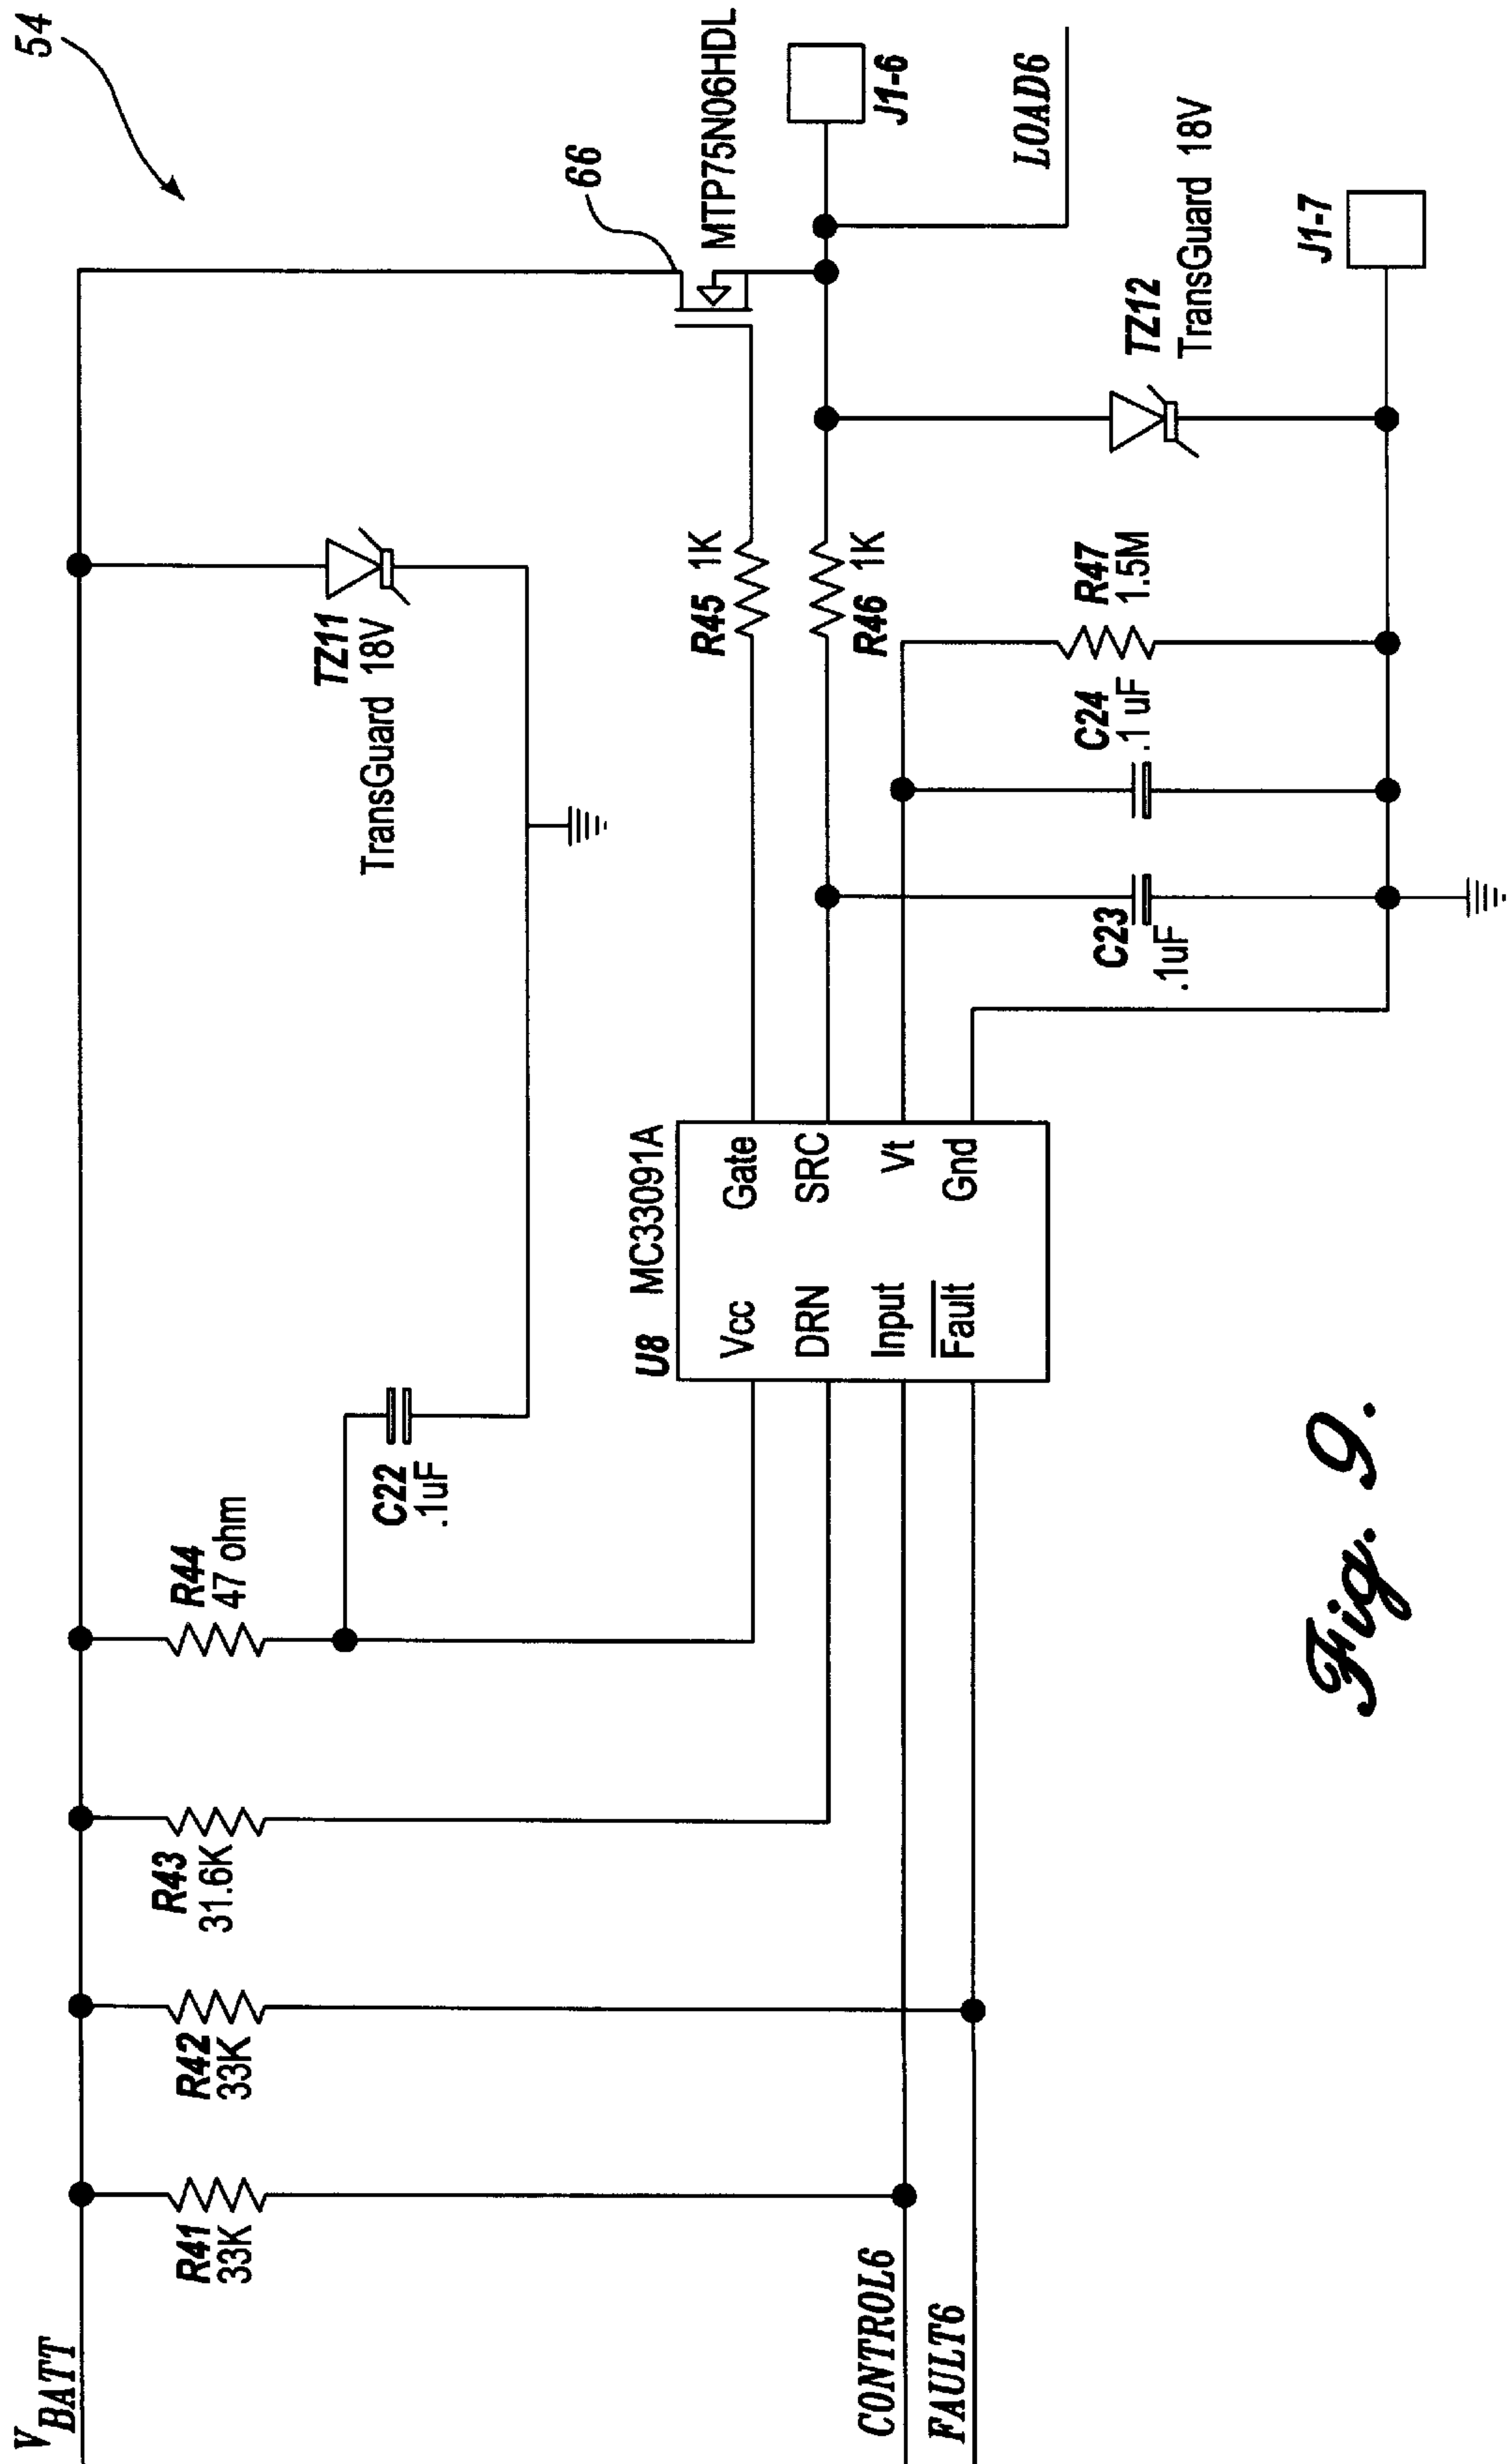 54
V BATT
R41
33K
R42
33K
R43
31.6K
R44
47 ohm
C22
.1uF
TZ11
TransGuard 18V
66
MTP75N06HDL
J1-6
LOAD6
U8 MC33091A
Vcc Gate
DRN SRC
Input Vt
Fault Gnd
R45 1K
R46 1K
CONTROL6
FAULT6
C23
.1uF
C24
.1 uF
R47
1.5M
TZ12
TransGuard 18V
J1-7
Fig. 9.